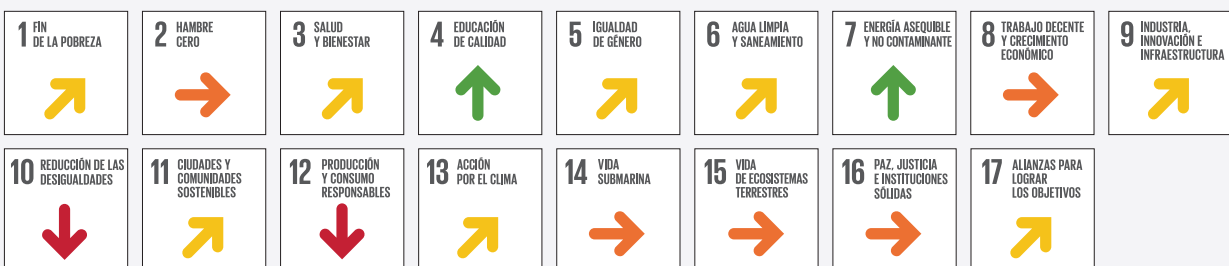 1 FIN
DE LA POBREZA
2 HAMBRE
CERO
3 SALUD
Y BIENESTAR
4 EDUCACIÓN
DE CALIDAD
5 IGUALDAD
DE GÉNERO
6 AGUA LIMPIA
Y SANEAMIENTO
7 ENERGÍA ASEQUIBLE
Y NO CONTAMINANTE
8 TRABAJO DECENTE
Y CRECIMIENTO
ECONÓMICO
9 INDUSTRIA,
INNOVACIÓN E
INFRAESTRUCTURA
10 REDUCCIÓN DE LAS
DESIGUALDADES
11 CIUDADES Y
COMUNIDADES
SOSTENIBLES
12 PRODUCCIÓN
Y CONSUMO
RESPONSABLES
13 ACCIÓN
POR EL CLIMA
14 VIDA
SUBMARINA
15 VIDA
DE ECOSISTEMAS
TERRESTRES
16 PAZ, JUSTICIA
E INSTITUCIONES
SÓLIDAS
17 ALIANZAS PARA
LOGRAR
LOS OBJETIVOS